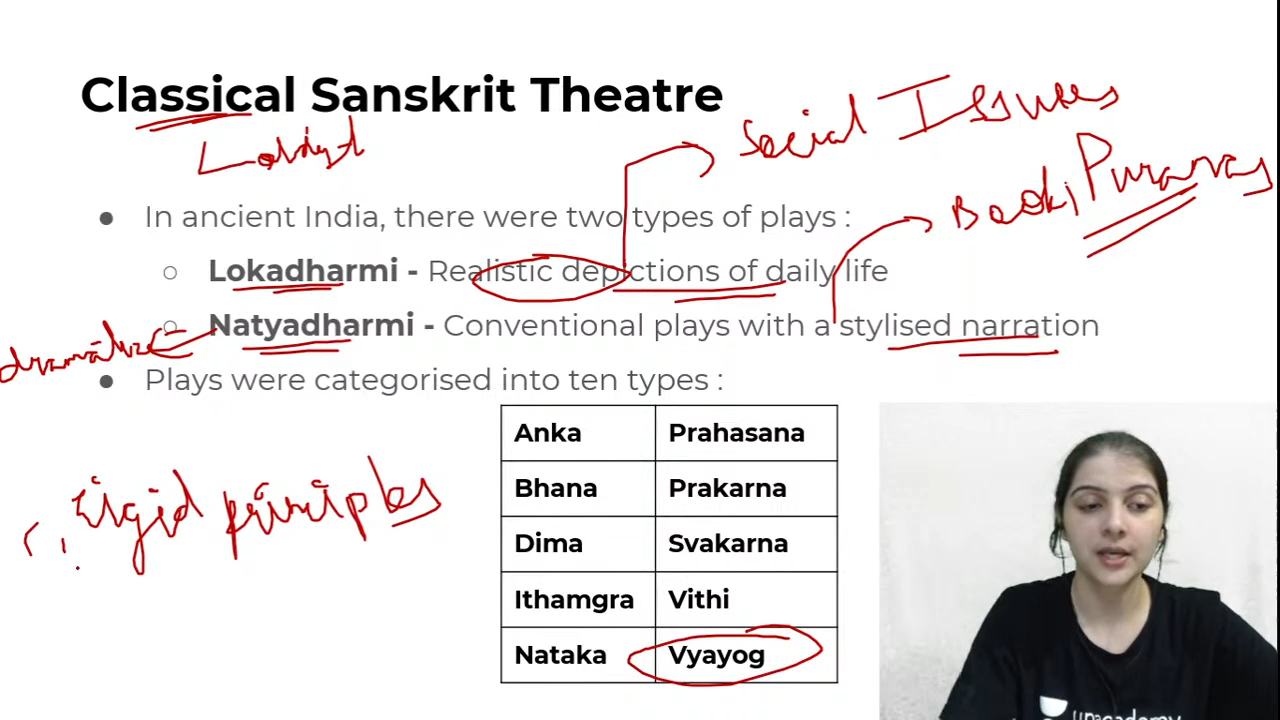 Classical Sanskrit Theatre
Social Issues
Books, Puranas
● In ancient India, there were two types of plays :
○ Lokadharmi - Realistic depictions of daily life
○ Natyadharmi - Conventional plays with a stylised narration
● Plays were categorised into ten types :
Anka Prahasana
Bhana Prakarna
Dima Svakarna
Ithamgra Vithi
Nataka Vyayog
rigid principles
unacademy